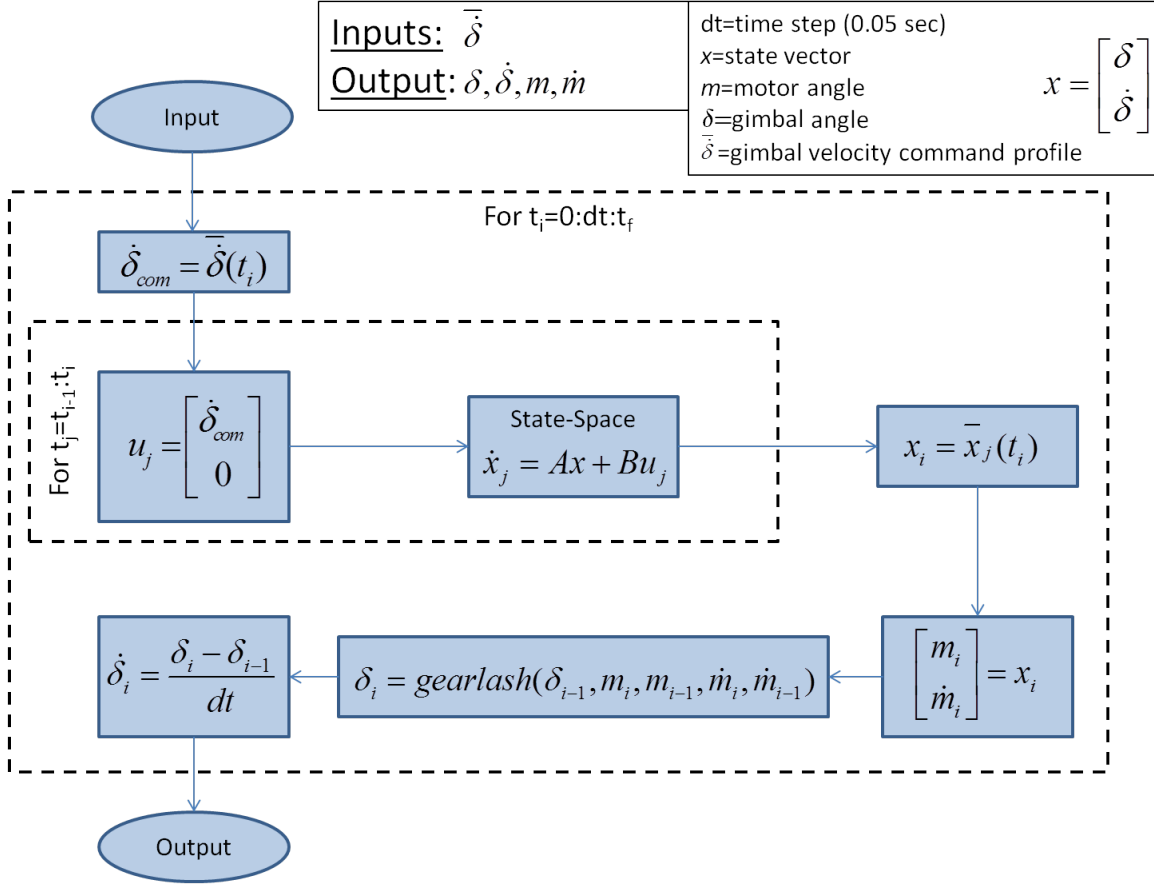 Inputs: δ̇̅
Output: δ, δ̇, m, ṁ
dt=time step (0.05 sec)
x=state vector
m=motor angle
δ=gimbal angle
δ̇̅=gimbal velocity command profile
x = [δ; δ̇]
Input
For tᵢ=0:dt:t_f
δ̇_com = δ̇̅(tᵢ)
For tⱼ=tᵢ₋₁:tᵢ
uⱼ = [δ̇_com; 0]
State-Space
ẋⱼ = Ax + Buⱼ
xᵢ = x̅ⱼ(tᵢ)
[mᵢ; ṁᵢ] = xᵢ
δᵢ = gearlash(δᵢ₋₁, mᵢ, mᵢ₋₁, ṁᵢ, ṁᵢ₋₁)
δ̇ᵢ = (δᵢ − δᵢ₋₁)/dt
Output